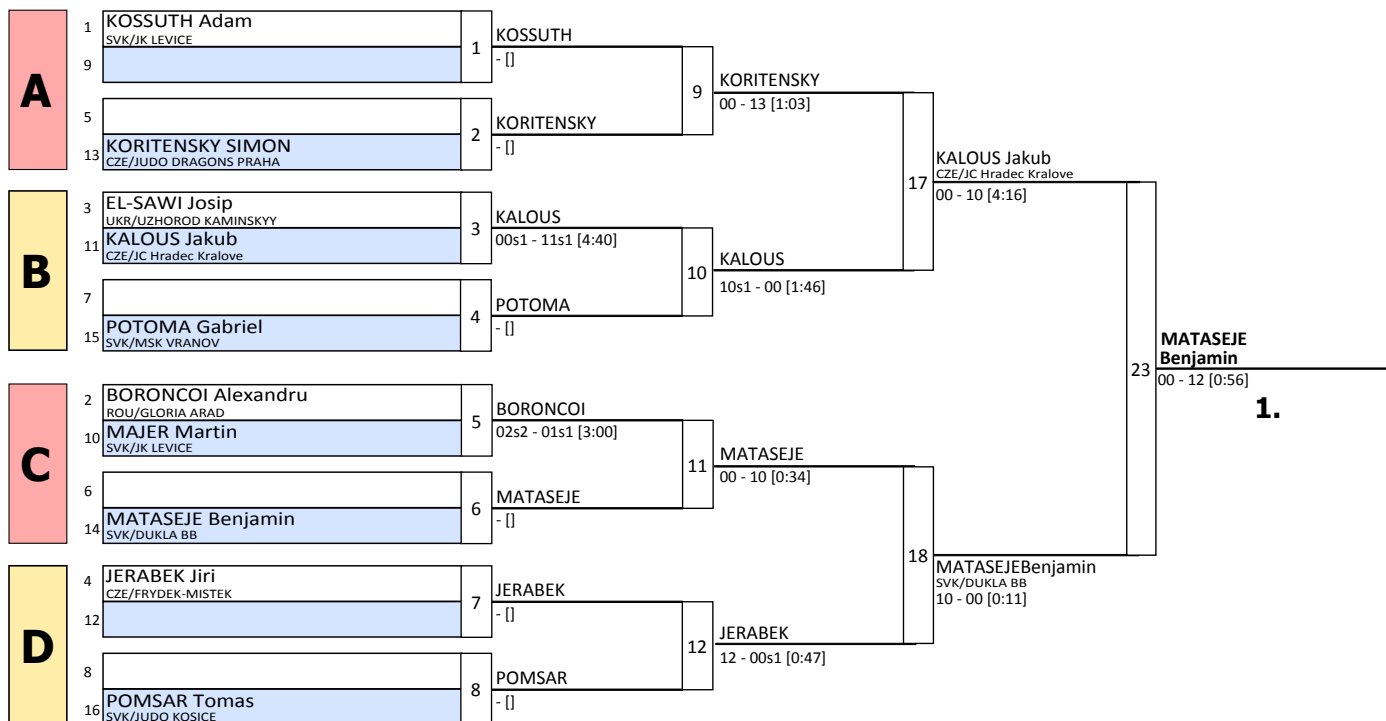 A
1
KOSSUTH Adam
SVK/JK LEVICE
9
1
KOSSUTH
- []
5
13
KORITENSKY SIMON
CZE/JUDO DRAGONS PRAHA
2
KORITENSKY
- []
9
KORITENSKY
00 - 13 [1:03]
B
3
EL-SAWI Josip
UKR/UZHOROD KAMINSKYY
11
KALOUS Jakub
CZE/JC Hradec Kralove
3
KALOUS
00s1 - 11s1 [4:40]
7
15
POTOMA Gabriel
SVK/MSK VRANOV
4
POTOMA
- []
10
KALOUS
10s1 - 00 [1:46]
17
KALOUS Jakub
CZE/JC Hradec Kralove
00 - 10 [4:16]
C
2
BORONCOI Alexandru
ROU/GLORIA ARAD
10
MAJER Martin
SVK/JK LEVICE
5
BORONCOI
02s2 - 01s1 [3:00]
6
14
MATASEJE Benjamin
SVK/DUKLA BB
6
MATASEJE
- []
11
MATASEJE
00 - 10 [0:34]
D
4
JERABEK Jiri
CZE/FRYDEK-MISTEK
12
7
JERABEK
- []
8
16
POMSAR Tomas
SVK/JUDO KOSICE
8
POMSAR
- []
12
JERABEK
12 - 00s1 [0:47]
18
MATASEJEBenjamin
SVK/DUKLA BB
10 - 00 [0:11]
23
MATASEJE
Benjamin
00 - 12 [0:56]
1.